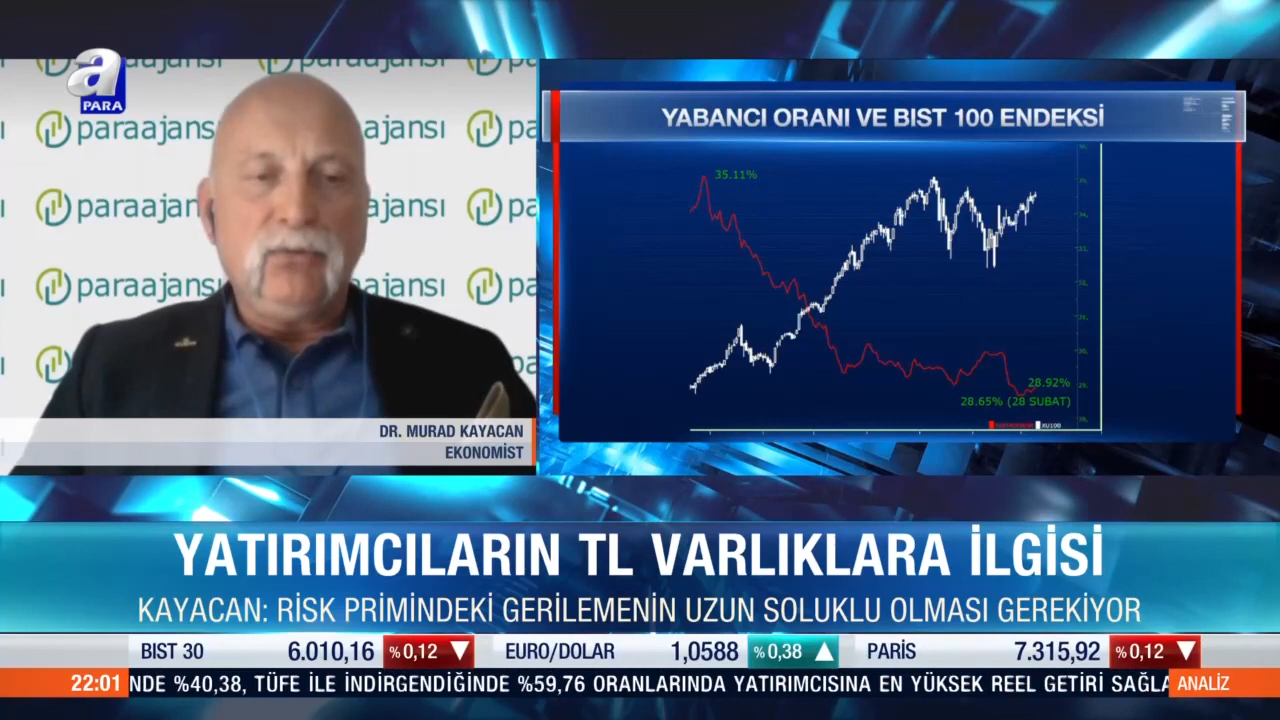 a
PARA
paraajansı
YABANCI ORANI VE BIST 100 ENDEKSİ
35.11%
28.92%
28.65% (28 SUBAT)
XU100
DR. MURAD KAYACAN
EKONOMİST
YATIRIMCILARIN TL VARLIKLARA İLGİSİ
KAYACAN: RİSK PRİMİNDEKİ GERİLEMENİN UZUN SOLUKLU OLMASI GEREKİYOR
BIST 30 6.010,16 %0,12 EURO/DOLAR 1,0588 %0,38 PARİS 7.315,92 %0,12
22:01 NDE %40,38, TÜFE İLE İNDİRGENDİĞİNDE %59,76 ORANLARINDA YATIRIMCISINA EN YÜKSEK REEL GETİRİ SAĞLA ANALİZ